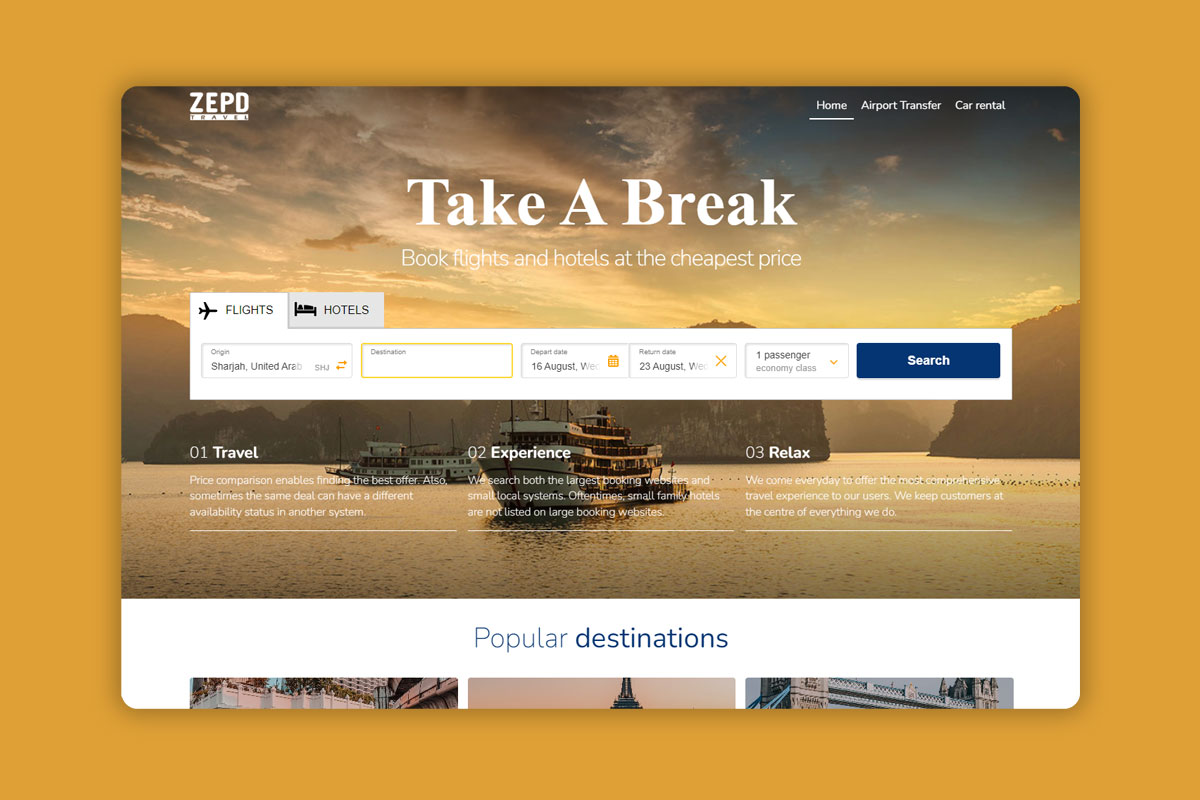 ZEPD
TRAVEL
Home Airport Transfer Car rental
Take A Break
Book flights and hotels at the cheapest price
FLIGHTS HOTELS
Origin
Sharjah, United Arab SHJ
Destination
Depart date
16 August, Wed
Return date
23 August, Wed
1 passenger
economy class
Search
01 Travel
Price comparison enables finding the best offer. Also,
sometimes the same deal can have a different
availability status in another system.
02 Experience
We search both the largest booking websites and
small local systems. Oftentimes, small family hotels
are not listed on large booking websites.
03 Relax
We come everyday to offer the most comprehensive
travel experience to our users. We keep customers at
the centre of everything we do.
Popular destinations